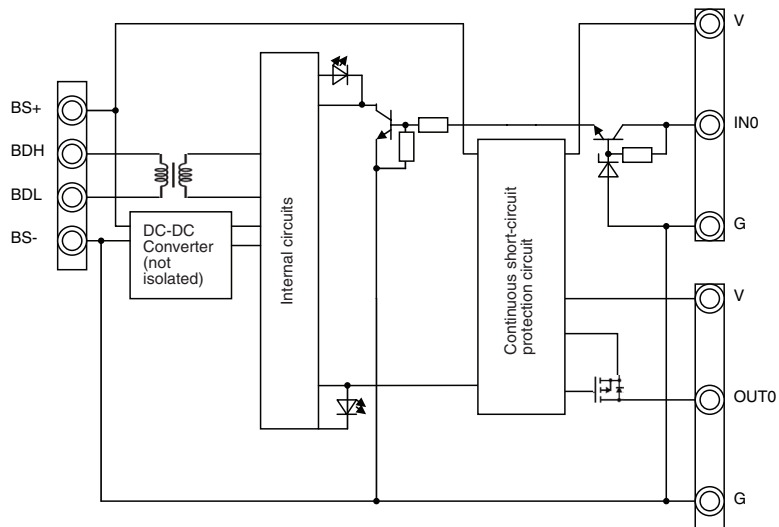 BS+
BDH
BDL
BS-
DC-DC
Converter
(not
isolated)
Internal circuits
Continuous short-circuit
protection circuit
V
IN0
G
V
OUT0
G